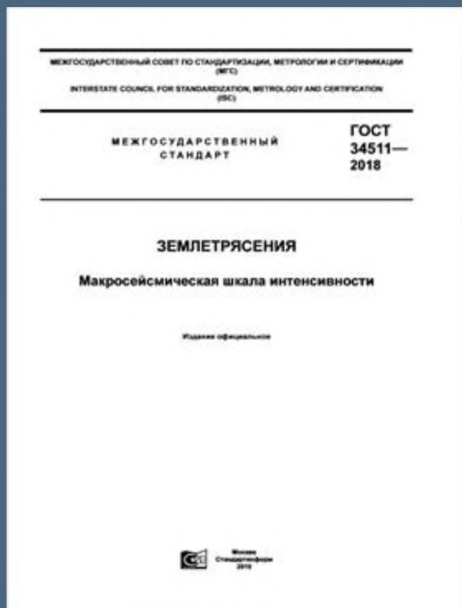 МЕЖГОСУДАРСТВЕННЫЙ СОВЕТ ПО СТАНДАРТИЗАЦИИ, МЕТРОЛОГИИ И СЕРТИФИКАЦИИ
(МГС)
INTERSTATE COUNCIL FOR STANDARDIZATION, METROLOGY AND CERTIFICATION
(ISC)
МЕЖГОСУДАРСТВЕННЫЙ
СТАНДАРТ
ГОСТ
34511—
2018
ЗЕМЛЕТРЯСЕНИЯ
Макросейсмическая шкала интенсивности
Издание официальное
Москва
Стандартинформ